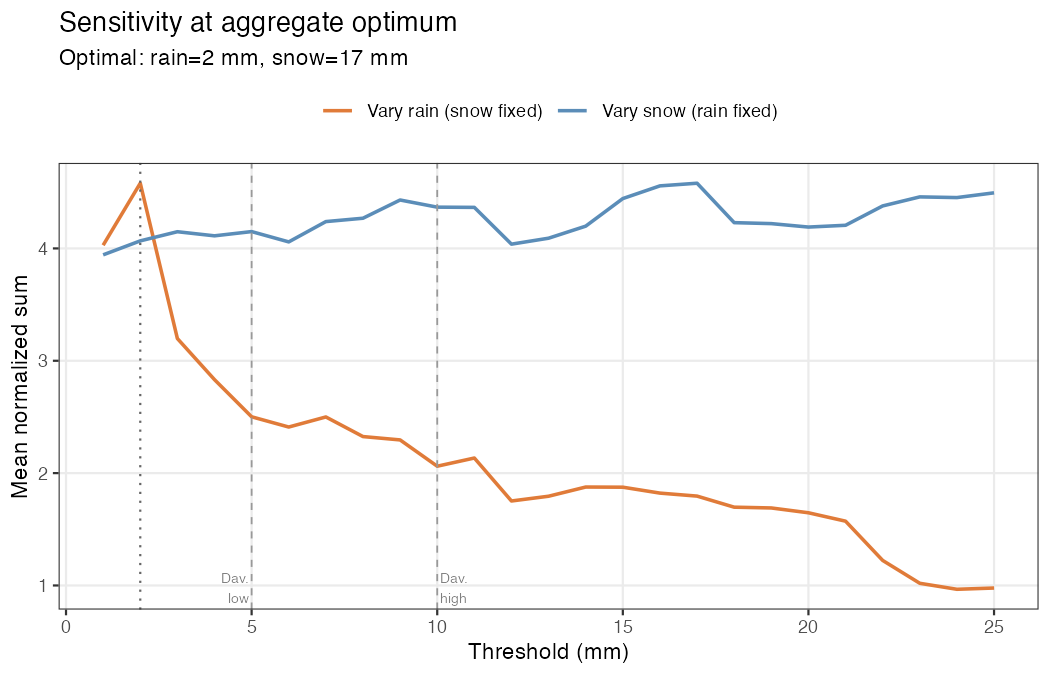 Sensitivity at aggregate optimum
Optimal: rain=2 mm, snow=17 mm
Vary rain (snow fixed) Vary snow (rain fixed)
Mean normalized sum
4
3
2
1
Dav. low
Dav. high
0 5 10 15 20 25
Threshold (mm)